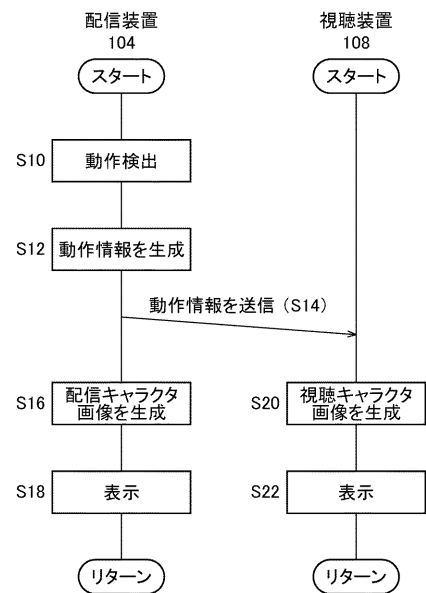 配信装置
104
視聴装置
108
スタート
スタート
S10
動作検出
S12
動作情報を生成
動作情報を送信（S14）
S16
配信キャラクタ
画像を生成
S20
視聴キャラクタ
画像を生成
S18
表示
S22
表示
リターン
リターン